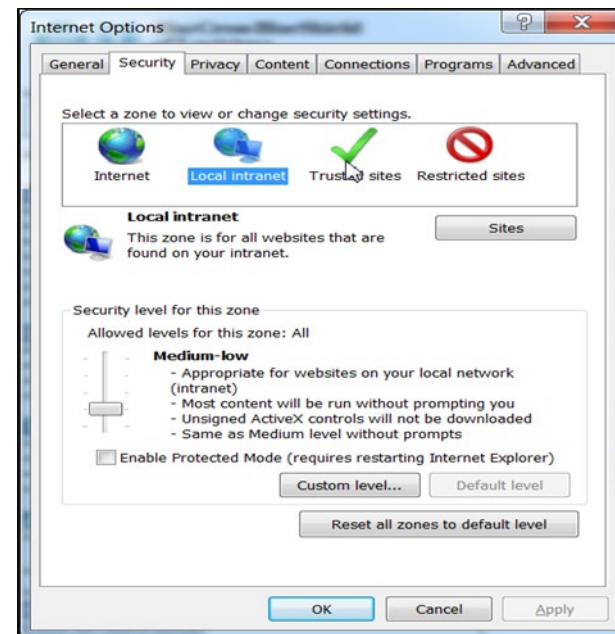 Internet Options
General Security Privacy Content Connections Programs Advanced
Select a zone to view or change security settings.
Internet Local intranet Trusted sites Restricted sites
Local intranet
This zone is for all websites that are
found on your intranet.
Sites
Security level for this zone
Allowed levels for this zone: All
Medium-low
- Appropriate for websites on your local network
(intranet)
- Most content will be run without prompting you
- Unsigned ActiveX controls will not be downloaded
- Same as Medium level without prompts
Enable Protected Mode (requires restarting Internet Explorer)
Custom level... Default level
Reset all zones to default level
OK Cancel Apply